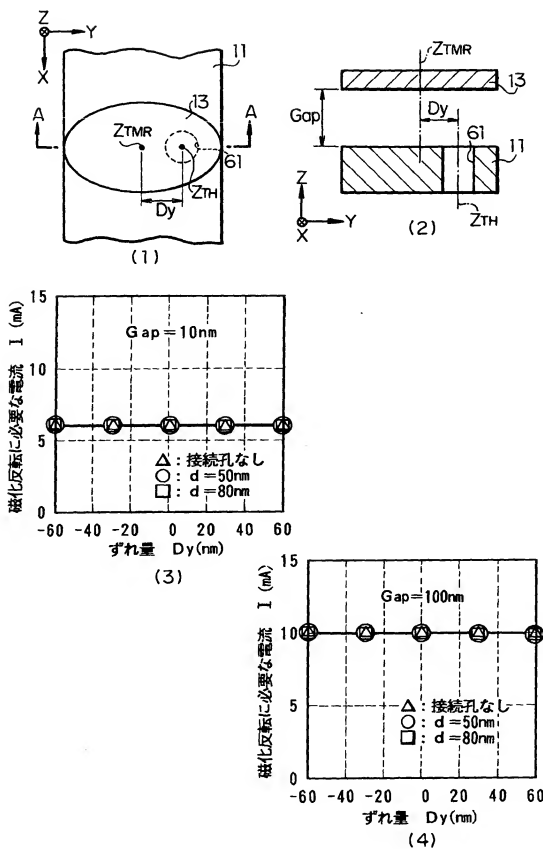 Z
Y
X
11
13
A
A
ZTMR
61
ZTH
Dy
(1)
ZTMR
13
Dy
Gap
61
11
Z
X
Y
ZTH
(2)
磁化反転に必要な電流 I (mA)
15
10
5
0
Gap=10nm
△:接続孔なし
○:d=50nm
□:d=80nm
-60 -40 -20 0 20 40 60
ずれ量 Dy(nm)
(3)
磁化反転に必要な電流 I (mA)
15
10
5
0
Gap=100nm
△:接続孔なし
○:d=50nm
□:d=80nm
-60 -40 -20 0 20 40 60
ずれ量 Dy(nm)
(4)